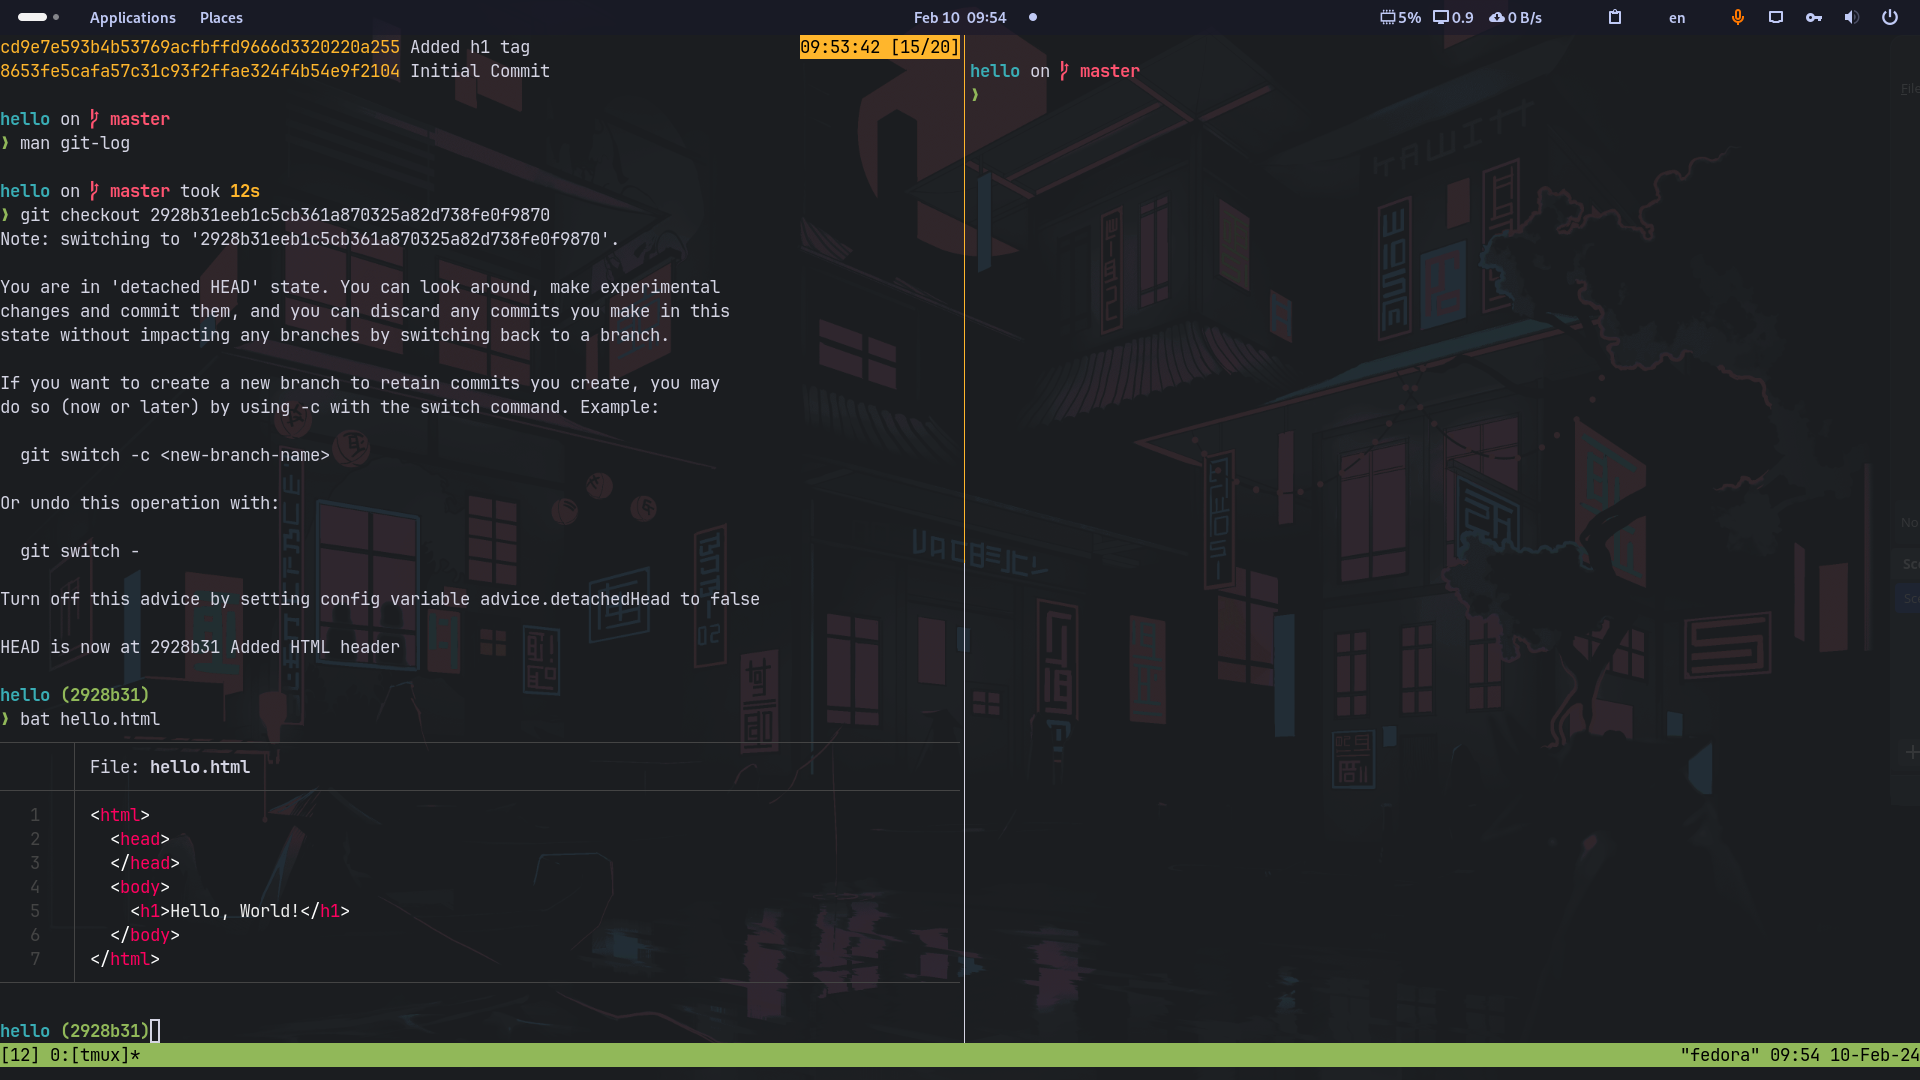 Applications Places Feb 10 09:54 5% 0.9 0 B/s en
cd9e7e593b4b53769acfbffd9666d3320220a255 Added h1 tag
09:53:42 [15/20]
8653fe5cafa57c31c93f2ffae324f4b54e9f2104 Initial Commit
hello on master
❯ man git-log
hello on master took 12s
❯ git checkout 2928b31eeb1c5cb361a870325a82d738fe0f9870
Note: switching to '2928b31eeb1c5cb361a870325a82d738fe0f9870'.
You are in 'detached HEAD' state. You can look around, make experimental
changes and commit them, and you can discard any commits you make in this
state without impacting any branches by switching back to a branch.
If you want to create a new branch to retain commits you create, you may
do so (now or later) by using -c with the switch command. Example:
git switch -c <new-branch-name>
Or undo this operation with:
git switch -
Turn off this advice by setting config variable advice.detachedHead to false
HEAD is now at 2928b31 Added HTML header
hello (2928b31)
❯ bat hello.html
File: hello.html
1 <html>
2 <head>
3 </head>
4 <body>
5 <h1>Hello, World!</h1>
6 </body>
7 </html>
hello (2928b31)
hello on master
❯
[12] 0:[tmux]* "fedora" 09:54 10-Feb-24